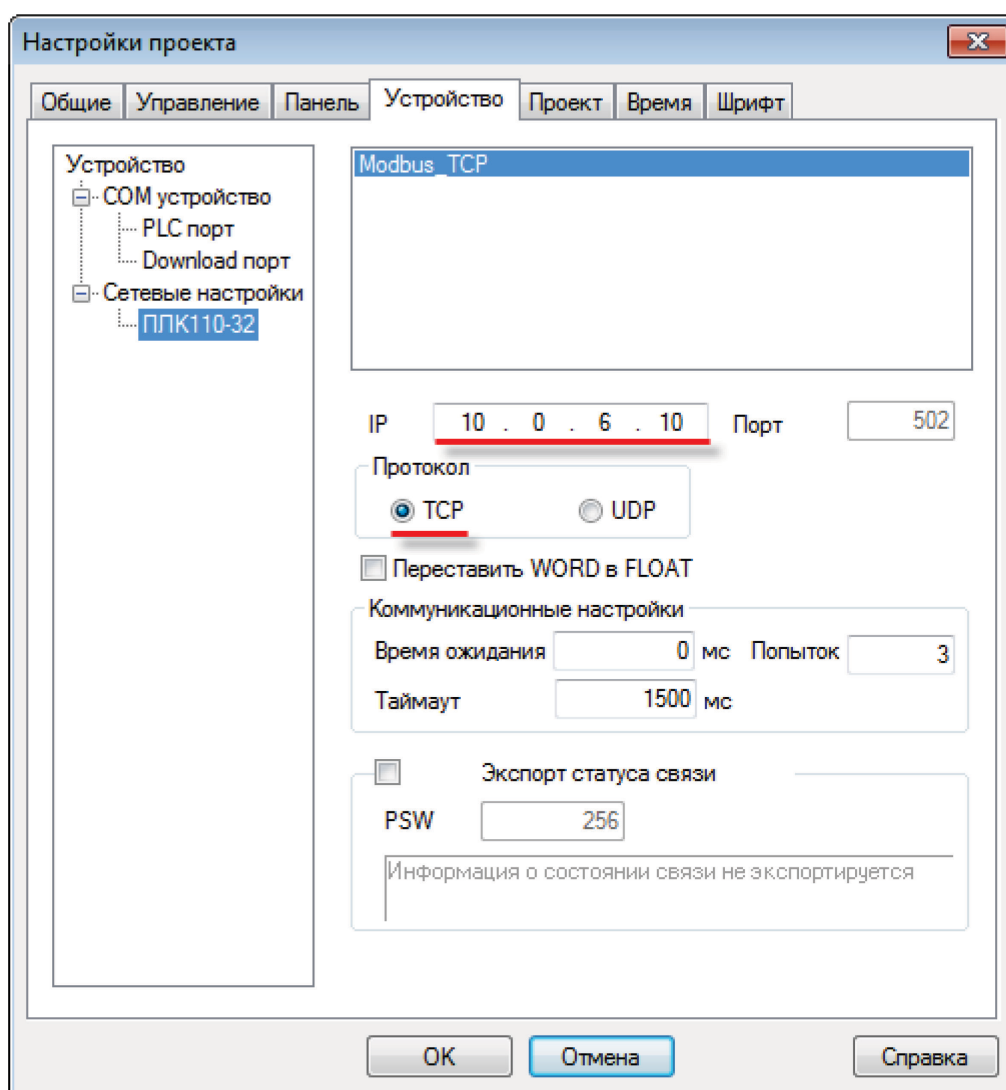 Настройки проекта
Общие Управление Панель Устройство Проект Время Шрифт
Устройство
COM устройство
PLC порт
Download порт
Сетевые настройки
ПЛК110-32
Modbus_TCP
IP 10 . 0 . 6 . 10 Порт 502
Протокол
TCP UDP
Переставить WORD в FLOAT
Коммуникационные настройки
Время ожидания 0 мс Попыток 3
Таймаут 1500 мс
Экспорт статуса связи
PSW 256
Информация о состоянии связи не экспортируется
OK Отмена Справка